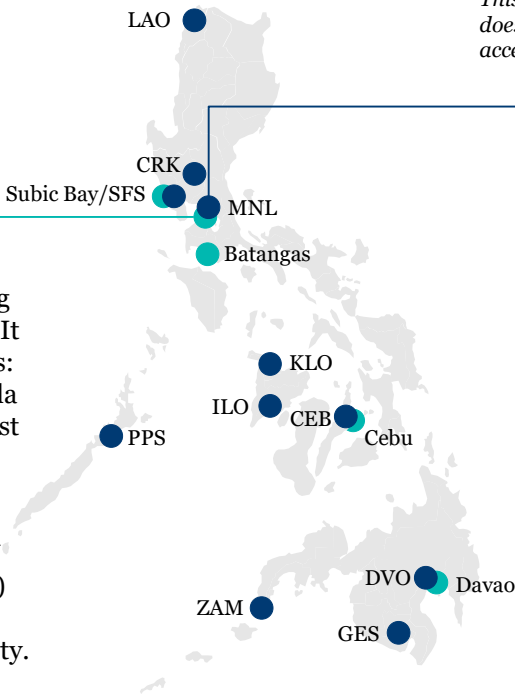 This
does
acce
LAO
CRK
Subic Bay/SFS
MNL
Batangas
g
It
s:
la
st
)
ty.
KLO
ILO
CEB
Cebu
PPS
DVO
Davao
ZAM
GES